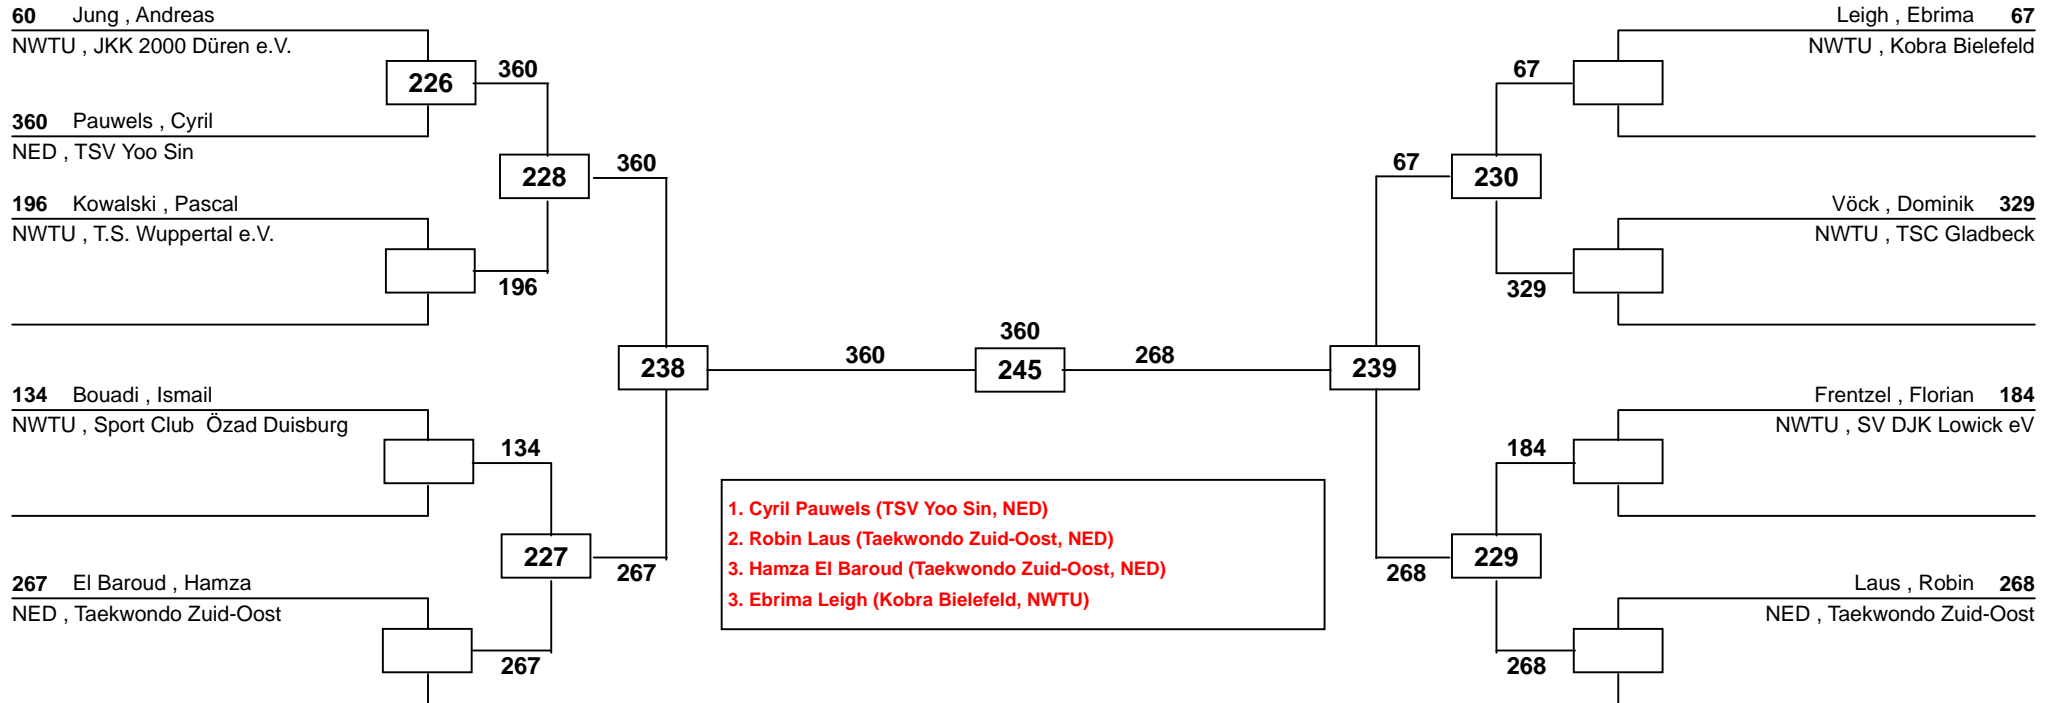 60 Jung , Andreas
NWTU , JKK 2000 Düren e.V.
226
360
360 Pauwels , Cyril
NED , TSV Yoo Sin
228
360
196 Kowalski , Pascal
NWTU , T.S. Wuppertal e.V.
196
238
360
134 Bouadi , Ismail
NWTU , Sport Club Özad Duisburg
134
227
267
267 El Baroud , Hamza
NED , Taekwondo Zuid-Oost
267
360
245
268
1. Cyril Pauwels (TSV Yoo Sin, NED)
2. Robin Laus (Taekwondo Zuid-Oost, NED)
3. Hamza El Baroud (Taekwondo Zuid-Oost, NED)
3. Ebrima Leigh (Kobra Bielefeld, NWTU)
Leigh , Ebrima 67
NWTU , Kobra Bielefeld
67
67
230
Vöck , Dominik 329
NWTU , TSC Gladbeck
329
239
Frentzel , Florian 184
NWTU , SV DJK Lowick eV
184
229
268
Laus , Robin 268
NED , Taekwondo Zuid-Oost
268